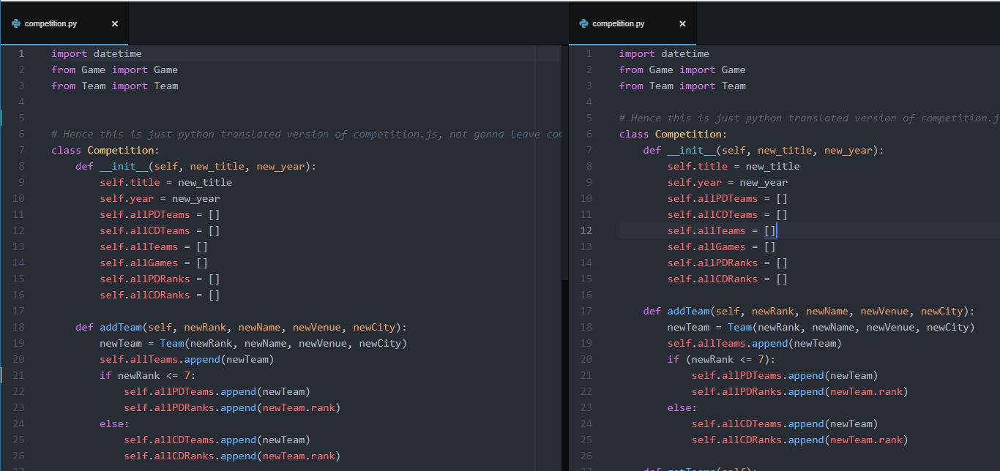 competition.py
1 import datetime
2 from Game import Game
3 from Team import Team
4
5
6 # Hence this is just python translated version of competition.js, not gonna leave
7 class Competition:
8 def __init__(self, new_title, new_year):
9 self.title = new_title
10 self.year = new_year
11 self.allPDTeams = []
12 self.allCDTeams = []
13 self.allTeams = []
14 self.allGames = []
15 self.allPDRanks = []
16 self.allCDRanks = []
17
18 def addTeam(self, newRank, newName, newVenue, newCity):
19 newTeam = Team(newRank, newName, newVenue, newCity)
20 self.allTeams.append(newTeam)
21 if newRank <= 7:
22 self.allPDTeams.append(newTeam)
23 self.allPDRanks.append(newTeam.rank)
24 else:
25 self.allCDTeams.append(newTeam)
26 self.allCDRanks.append(newTeam.rank)
competition.py
1 import datetime
2 from Game import Game
3 from Team import Team
4
5 # Hence this is just python translated version of competition.j
6 class Competition:
7 def __init__(self, new_title, new_year):
8 self.title = new_title
9 self.year = new_year
10 self.allPDTeams = []
11 self.allCDTeams = []
12 self.allTeams = []
13 self.allGames = []
14 self.allPDRanks = []
15 self.allCDRanks = []
16
17 def addTeam(self, newRank, newName, newVenue, newCity):
18 newTeam = Team(newRank, newName, newVenue, newCity)
19 self.allTeams.append(newTeam)
20 if (newRank <= 7):
21 self.allPDTeams.append(newTeam)
22 self.allPDRanks.append(newTeam.rank)
23 else:
24 self.allCDTeams.append(newTeam)
25 self.allCDRanks.append(newTeam.rank)
26